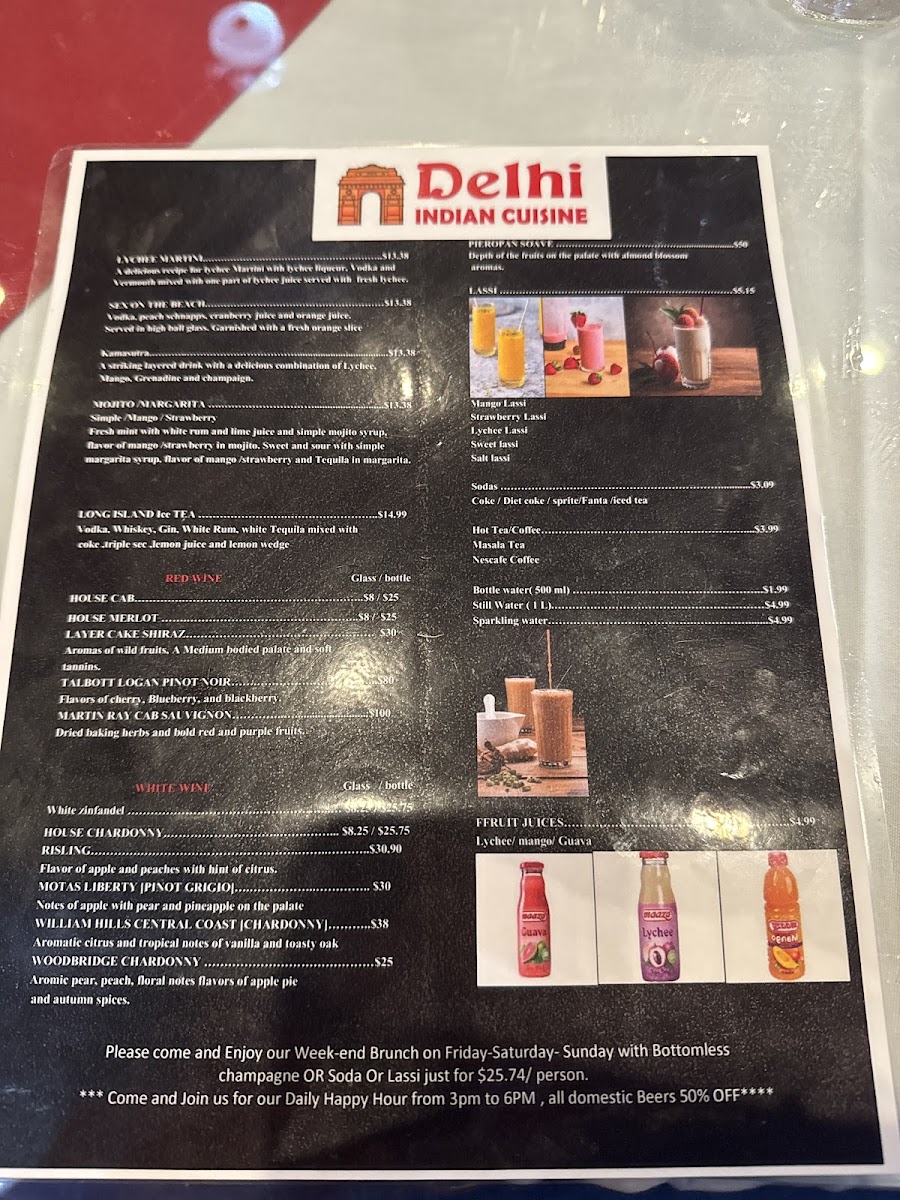 Delhi
INDIAN CUISINE
LYCHEE MARTINI.......................................................$13.38
A delicious recipe for lychee Martini with lychee liqueur, Vodka and
Vermouth mixed with one part of lychee juice served with fresh lychee.
SEX ON THE BEACH.....................................................$13.38
Vodka, peach schnapps, cranberry juice and orange juice.
Served in high ball glass. Garnished with a fresh orange slice
Kamasutra..................................................................$13.38
A striking layered drink with a delicious combination of Lychee,
Mango, Grenadine and champaign.
MOJITO /MARGARITA ....................................................$13.38
Simple /Mango / Strawberry
Fresh mint with white rum and lime juice and simple mojito syrup,
flavor of mango /strawberry in mojito. Sweet and sour with simple
margarita syrup, flavor of mango /strawberry and Tequila in margarita.
LONG ISLAND Ice TEA ....................................................$14.99
Vodka, Whiskey, Gin, White Rum, white Tequila mixed with
coke ,triple sec ,lemon juice and lemon wedge
RED WINE Glass / bottle
HOUSE CAB.................................................................$8 / $25
HOUSE MERLOT.........................................................$8 / $25
LAYER CAKE SHIRAZ.................................................$30
Aromas of wild fruits, A Medium bodied palate and soft
tannins.
TALBOTT LOGAN PINOT NOIR.....................................$80
Flavors of cherry, Blueberry, and blackberry.
MARTIN RAY CAB SAUVIGNON.....................................$100
Dried baking herbs and bold red and purple fruits.
WHITE WINE Glass / bottle
White zinfandel
HOUSE CHARDONNY................................................ $8.25 / $25.75
RISLING.........................................................................$30.90
Flavor of apple and peaches with hint of citrus.
MOTAS LIBERTY [PINOT GRIGIO]..................................... $30
Notes of apple with pear and pineapple on the palate
WILLIAM HILLS CENTRAL COAST [CHARDONNY]...........$38
Aromatic citrus and tropical notes of vanilla and toasty oak
WOODBRIDGE CHARDONNY ............................................$25
Aromic pear, peach, floral notes flavors of apple pie
and autumn spices.
PIEROPAN SOAVE ....................................................$50
Depth of the fruits on the palate with almond blossom
aromas.
LASSI ....................................................................$5.15
Mango Lassi
Strawberry Lassi
Lychee Lassi
Sweet lassi
Salt lassi
Sodas .....................................................................$3.09
Coke / Diet coke / sprite/Fanta /iced tea
Hot Tea/Coffee..........................................................$3.99
Masala Tea
Nescafe Coffee
Bottle water( 500 ml) ..................................................$1.99
Still Water ( 1 L)........................................................$4.99
Sparkling water.........................................................$4.99
FFRUIT JUICES.........................................................$4.99
Lychee/ mango/ Guava
maaza
Guava
maaza
Lychee
Please come and Enjoy our Week-end Brunch on Friday-Saturday- Sunday with Bottomless
champagne OR Soda Or Lassi just for $25.74/ person.
*** Come and Join us for our Daily Happy Hour from 3pm to 6PM , all domestic Beers 50% OFF****